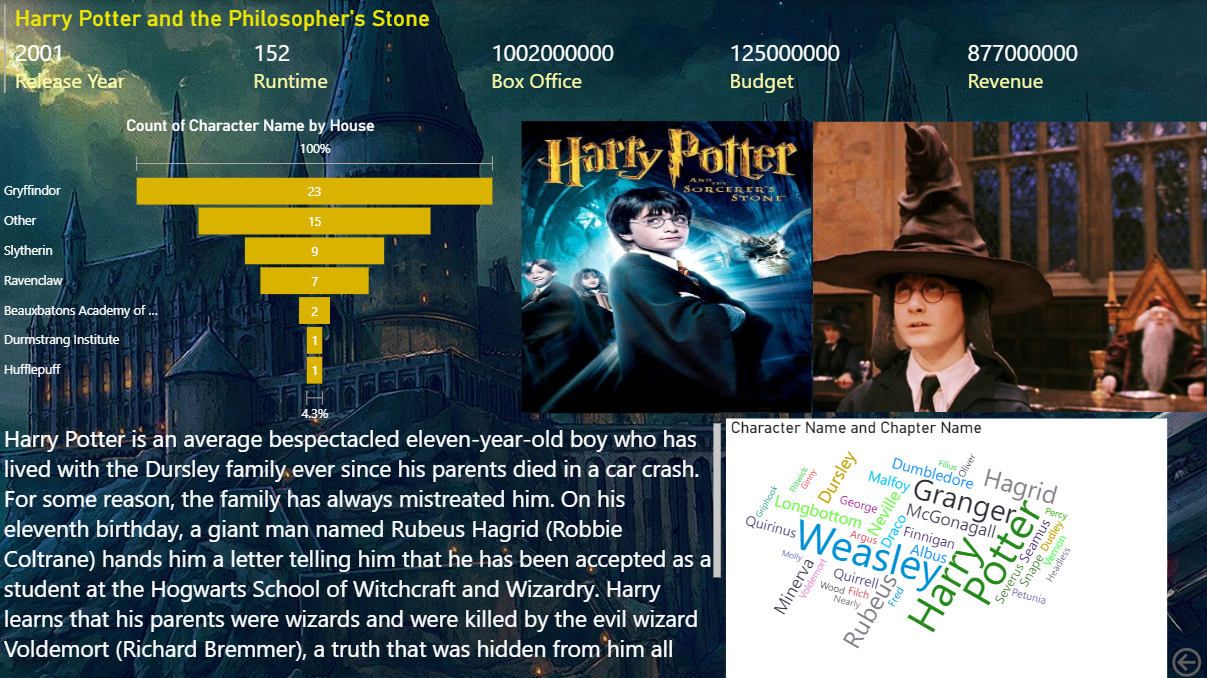 Harry Potter and the Philosopher's Stone
2001
Release Year
152
Runtime
1002000000
Box Office
125000000
Budget
877000000
Revenue
Count of Character Name by House
100%
Gryffindor 23
Other 15
Slytherin 9
Ravenclaw 7
Beauxbatons Academy of ... 2
Durmstrang Institute 1
Hufflepuff 1
4.3%
Harry Potter
AND THE
SORCERER'S
STONE
Harry Potter is an average bespectacled eleven-year-old boy who has
lived with the Dursley family ever since his parents died in a car crash.
For some reason, the family has always mistreated him. On his
eleventh birthday, a giant man named Rubeus Hagrid (Robbie
Coltrane) hands him a letter telling him that he has been accepted as a
student at the Hogwarts School of Witchcraft and Wizardry. Harry
learns that his parents were wizards and were killed by the evil wizard
Voldemort (Richard Bremmer), a truth that was hidden from him all
Character Name and Chapter Name
Dursley
Flitwick
Ginny
Griphook
Dumbledore
Filius
Oliver
Malfoy
Hagrid
Granger
George
Neville
Longbottom
McGonagall
Percy
Quirinus
Weasley
Argus
Draco
Finnigan
Albus
Harry
Potter
Seamus
Dudley
Vernon
Headless
Snape
Severus
Petunia
Molly
Voldemort
Minerva
Quirrell
Wood
Filch
Nearly
Fred
Rubeus